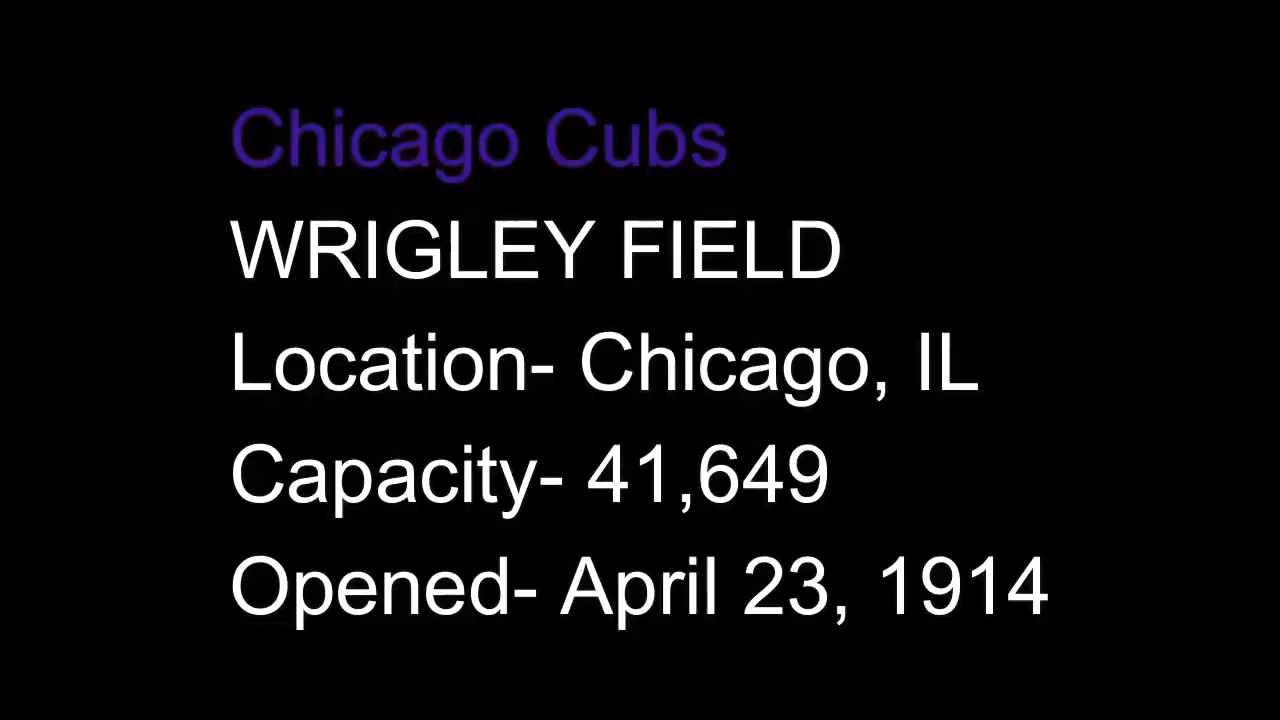 Chicago Cubs
WRIGLEY FIELD
Location- Chicago, IL
Capacity- 41,649
Opened- April 23, 1914